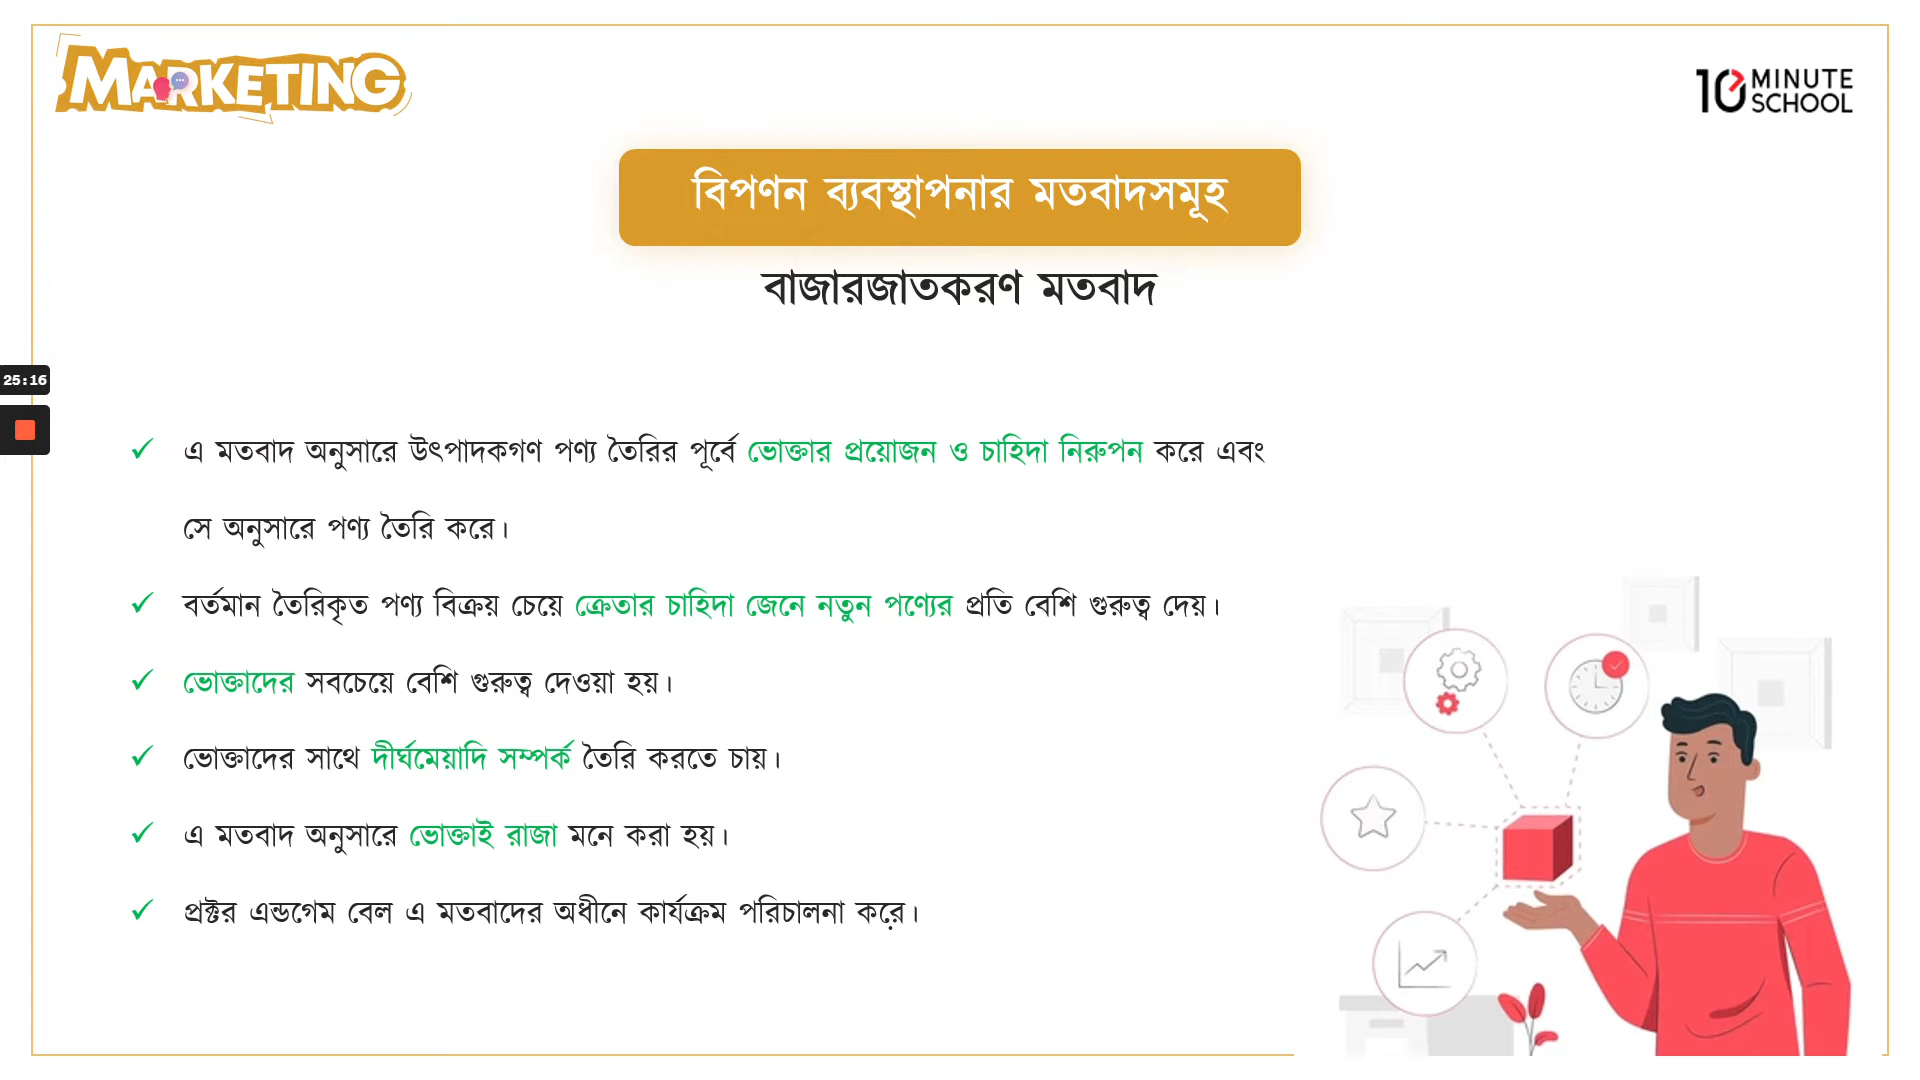 MARKETING
10 MINUTE
SCHOOL
বিপণন ব্যবস্থাপনার মতবাদসমূহ
বাজারজাতকরণ মতবাদ
25:16
✓ এ মতবাদ অনুসারে উৎপাদকগণ পণ্য তৈরির পূর্বে ভোক্তার প্রয়োজন ও চাহিদা নিরুপন করে এবং
সে অনুসারে পণ্য তৈরি করে।
✓ বর্তমান তৈরিকৃত পণ্য বিক্রয় চেয়ে ক্রেতার চাহিদা জেনে নতুন পণ্যের প্রতি বেশি গুরুত্ব দেয়।
✓ ভোক্তাদের সবচেয়ে বেশি গুরুত্ব দেওয়া হয়।
✓ ভোক্তাদের সাথে দীর্ঘমেয়াদি সম্পর্ক তৈরি করতে চায়।
✓ এ মতবাদ অনুসারে ভোক্তাই রাজা মনে করা হয়।
✓ প্রক্টর এন্ডগেম বেল এ মতবাদের অধীনে কার্যক্রম পরিচালনা করে।